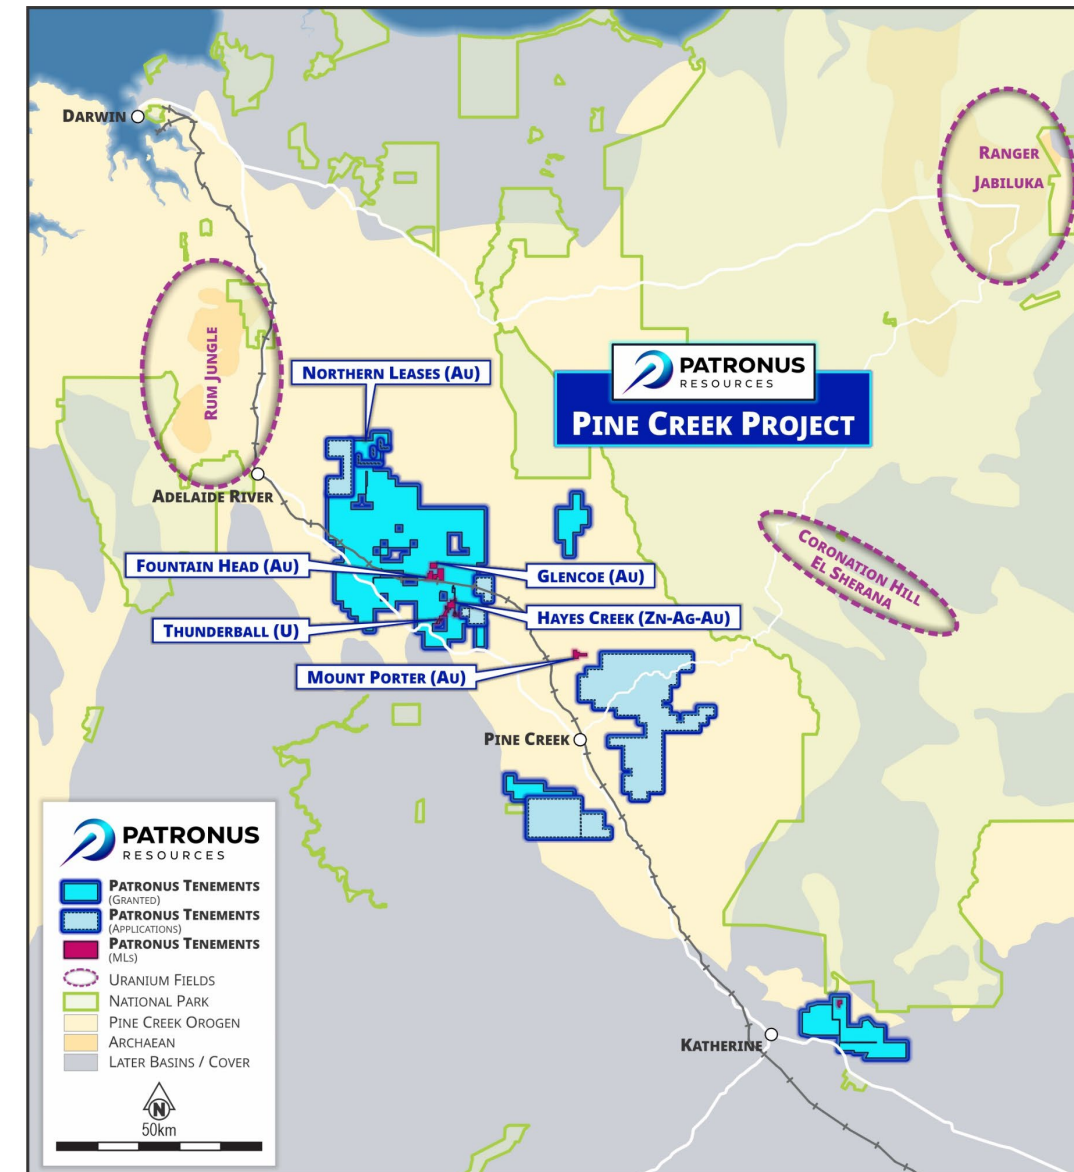 DARWIN
RANGER
JABILUKA
RUM JUNGLE
NORTHERN LEASES (AU)
PATRONUS
RESOURCES
PINE CREEK PROJECT
ADELAIDE RIVER
CORONATION HILL
EL SHERANA
FOUNTAIN HEAD (AU)
GLENCOE (AU)
HAYES CREEK (ZN-AG-AU)
THUNDERBALL (U)
MOUNT PORTER (AU)
PINE CREEK
KATHERINE
PATRONUS
RESOURCES
PATRONUS TENEMENTS
(GRANTED)
PATRONUS TENEMENTS
(APPLICATIONS)
PATRONUS TENEMENTS
(MLS)
URANIUM FIELDS
NATIONAL PARK
PINE CREEK OROGEN
ARCHAEAN
LATER BASINS / COVER
N
50km